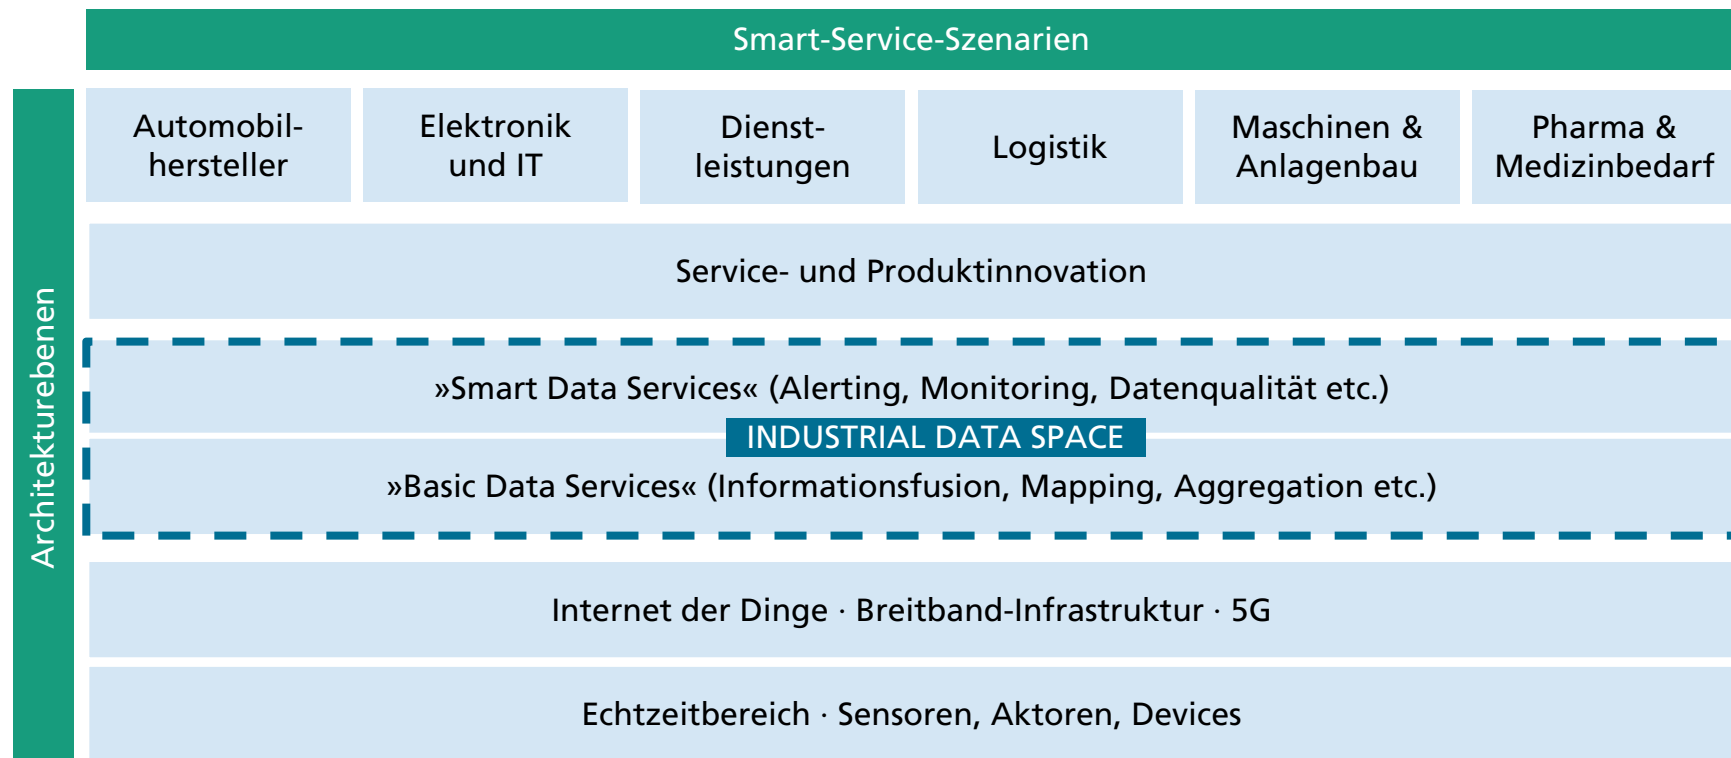 Smart-Service-Szenarien
Architekturebenen
Automobil-
hersteller
Elektronik
und IT
Dienst-
leistungen
Logistik
Maschinen &
Anlagenbau
Pharma &
Medizinbedarf
Service- und Produktinnovation
»Smart Data Services« (Alerting, Monitoring, Datenqualität etc.)
INDUSTRIAL DATA SPACE
»Basic Data Services« (Informationsfusion, Mapping, Aggregation etc.)
Internet der Dinge · Breitband-Infrastruktur · 5G
Echtzeitbereich · Sensoren, Aktoren, Devices